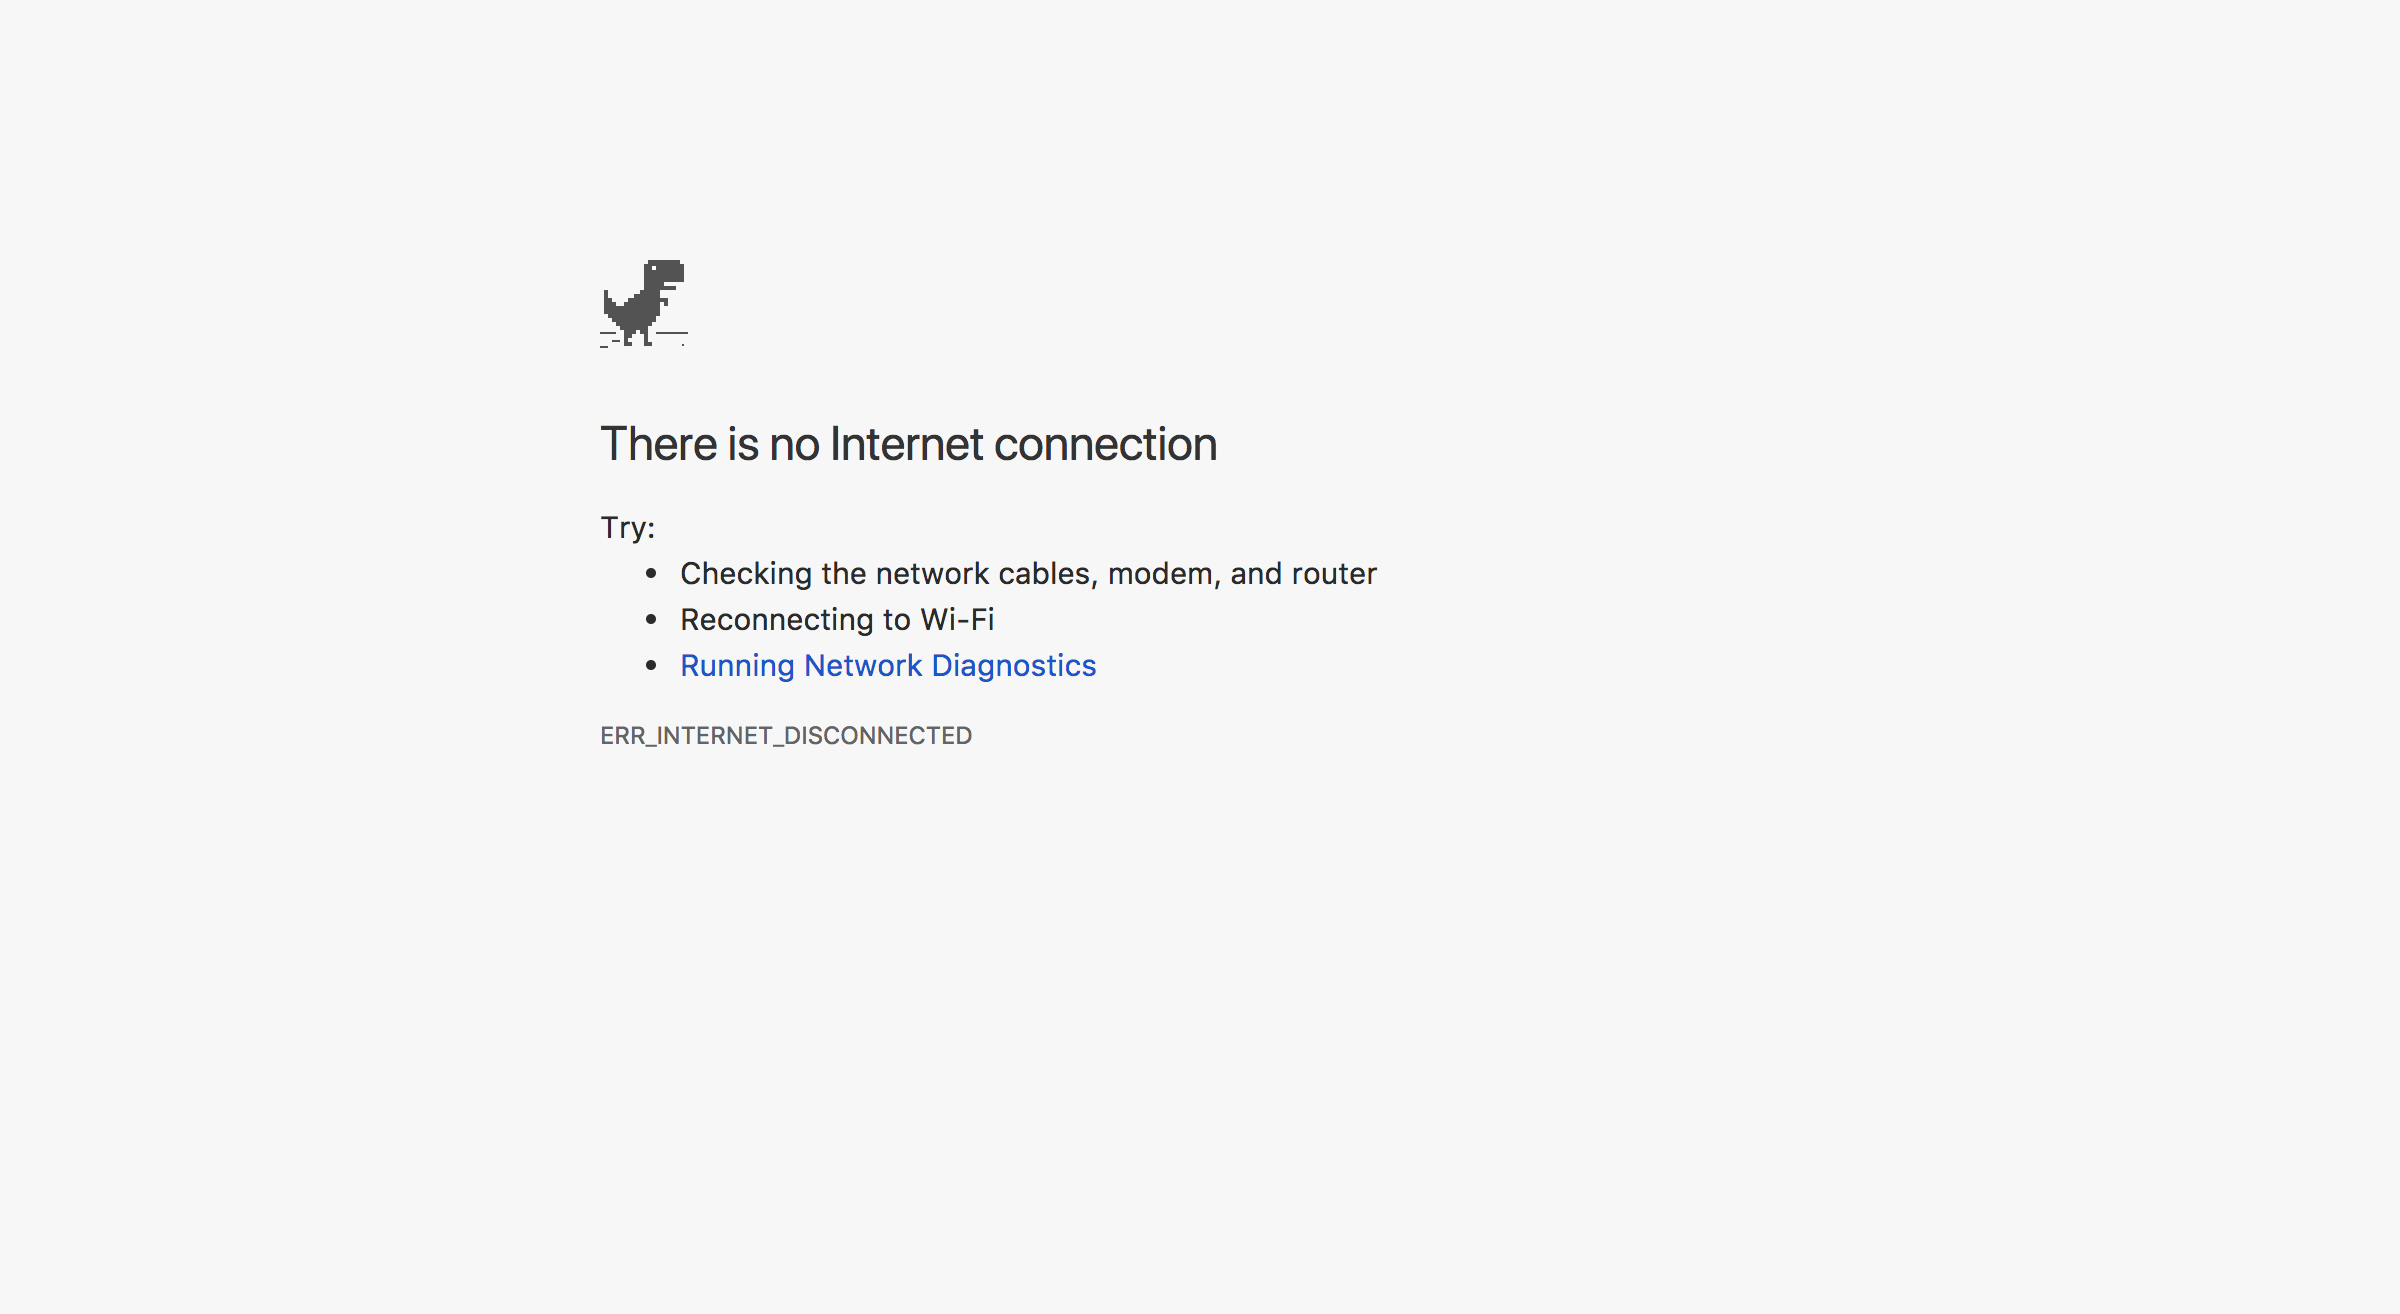 There is no Internet connection
Try:
Checking the network cables, modem, and router
Reconnecting to Wi-Fi
Running Network Diagnostics
ERR_INTERNET_DISCONNECTED